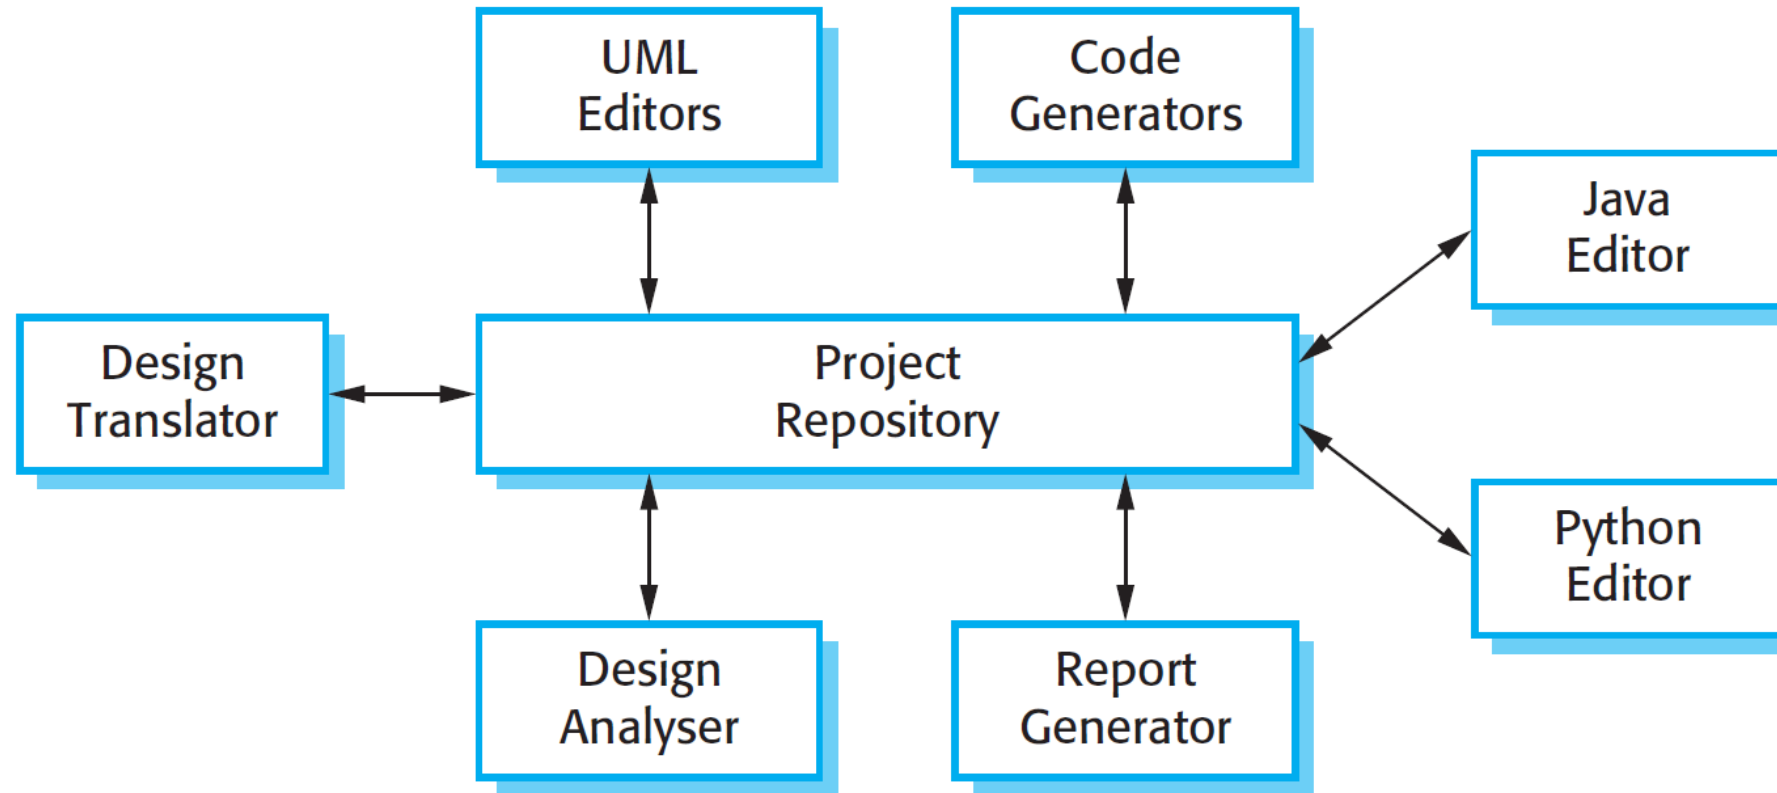 UML
Editors
Code
Generators
Java
Editor
Design
Translator
Project
Repository
Python
Editor
Design
Analyser
Report
Generator